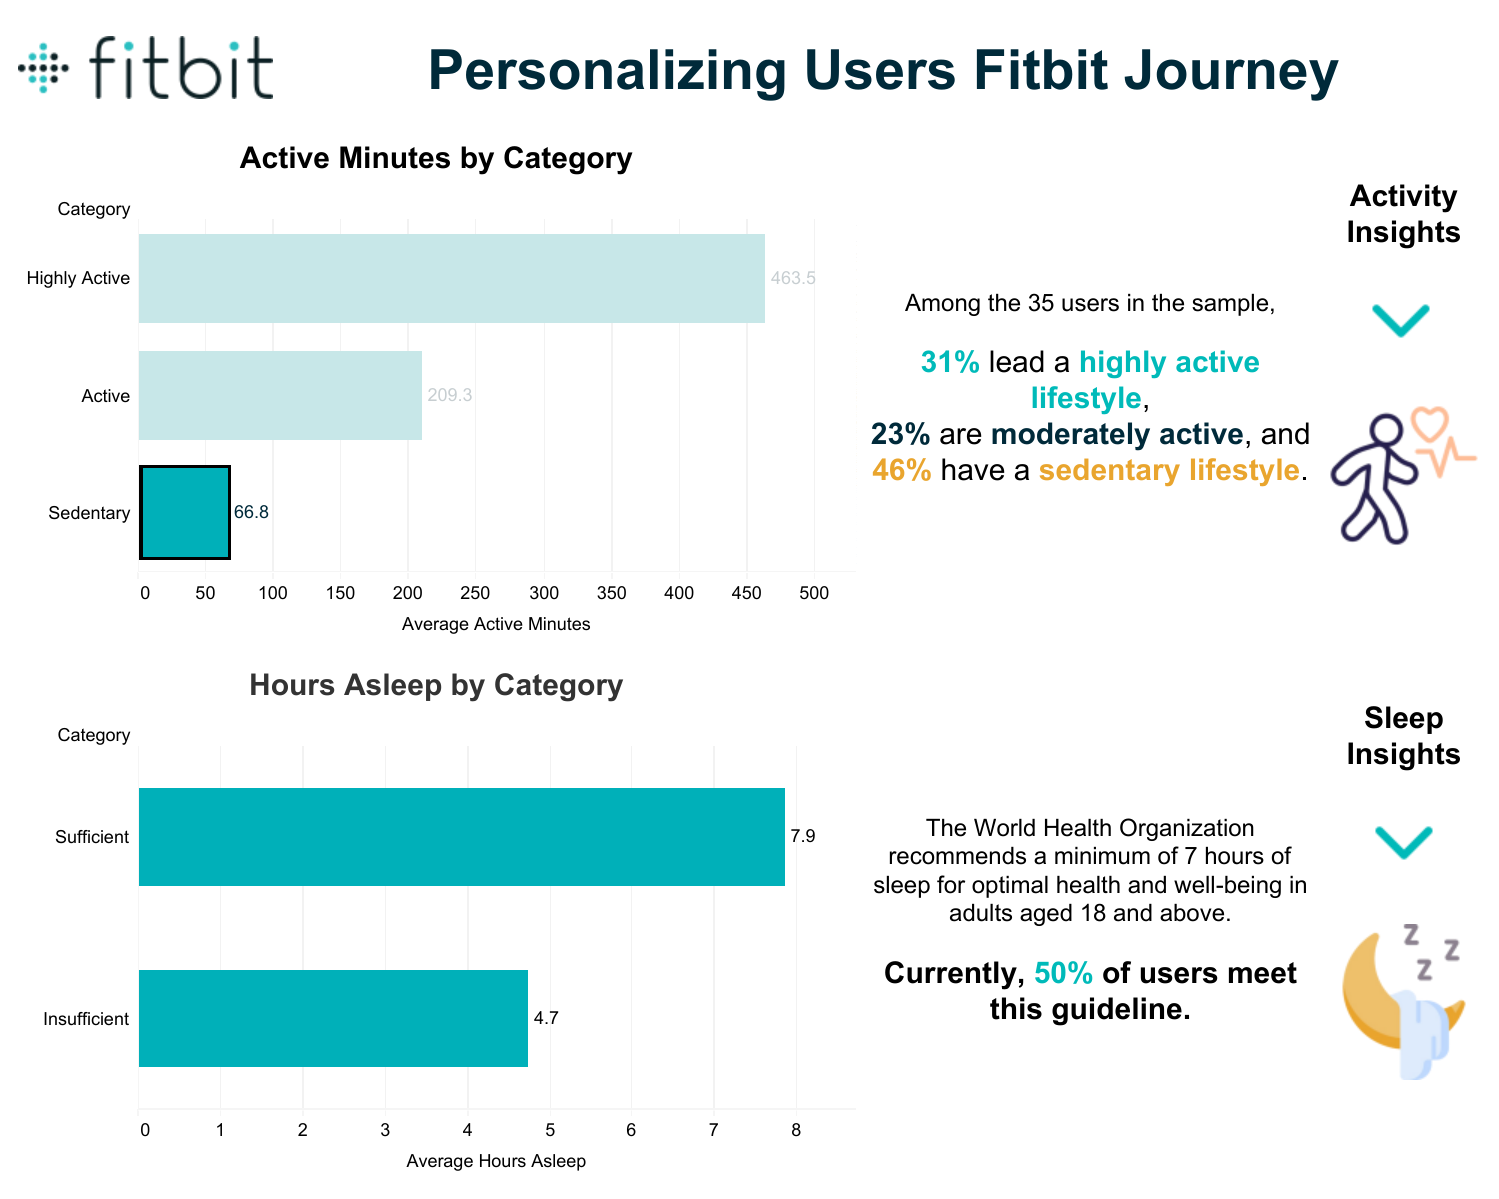 fitbit
Personalizing Users Fitbit Journey
Active Minutes by Category
Category
Highly Active
463.5
Active
209.3
Sedentary
66.8
0 50 100 150 200 250 300 350 400 450 500
Average Active Minutes
Activity
Insights
Among the 35 users in the sample,
31% lead a highly active
lifestyle,
23% are moderately active, and
46% have a sedentary lifestyle.
Hours Asleep by Category
Category
Sufficient
7.9
Insufficient
4.7
0 1 2 3 4 5 6 7 8
Average Hours Asleep
Sleep
Insights
The World Health Organization
recommends a minimum of 7 hours of
sleep for optimal health and well-being in
adults aged 18 and above.
Currently, 50% of users meet
this guideline.
z z
z